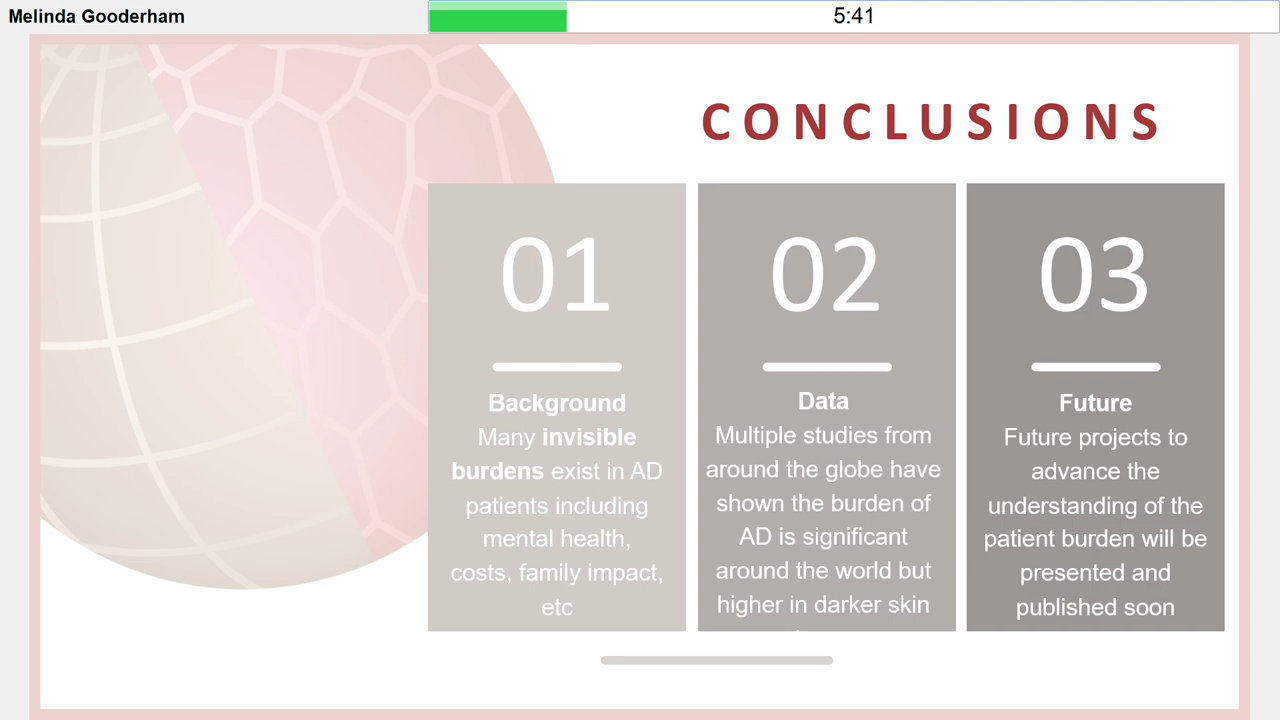 Melinda Gooderham
5:41
CONCLUSIONS
01
Background
Many invisible
burdens exist in AD
patients including
mental health,
costs, family impact,
etc
02
Data
Multiple studies from
around the globe have
shown the burden of
AD is significant
around the world but
higher in darker skin
03
Future
Future projects to
advance the
understanding of the
patient burden will be
presented and
published soon